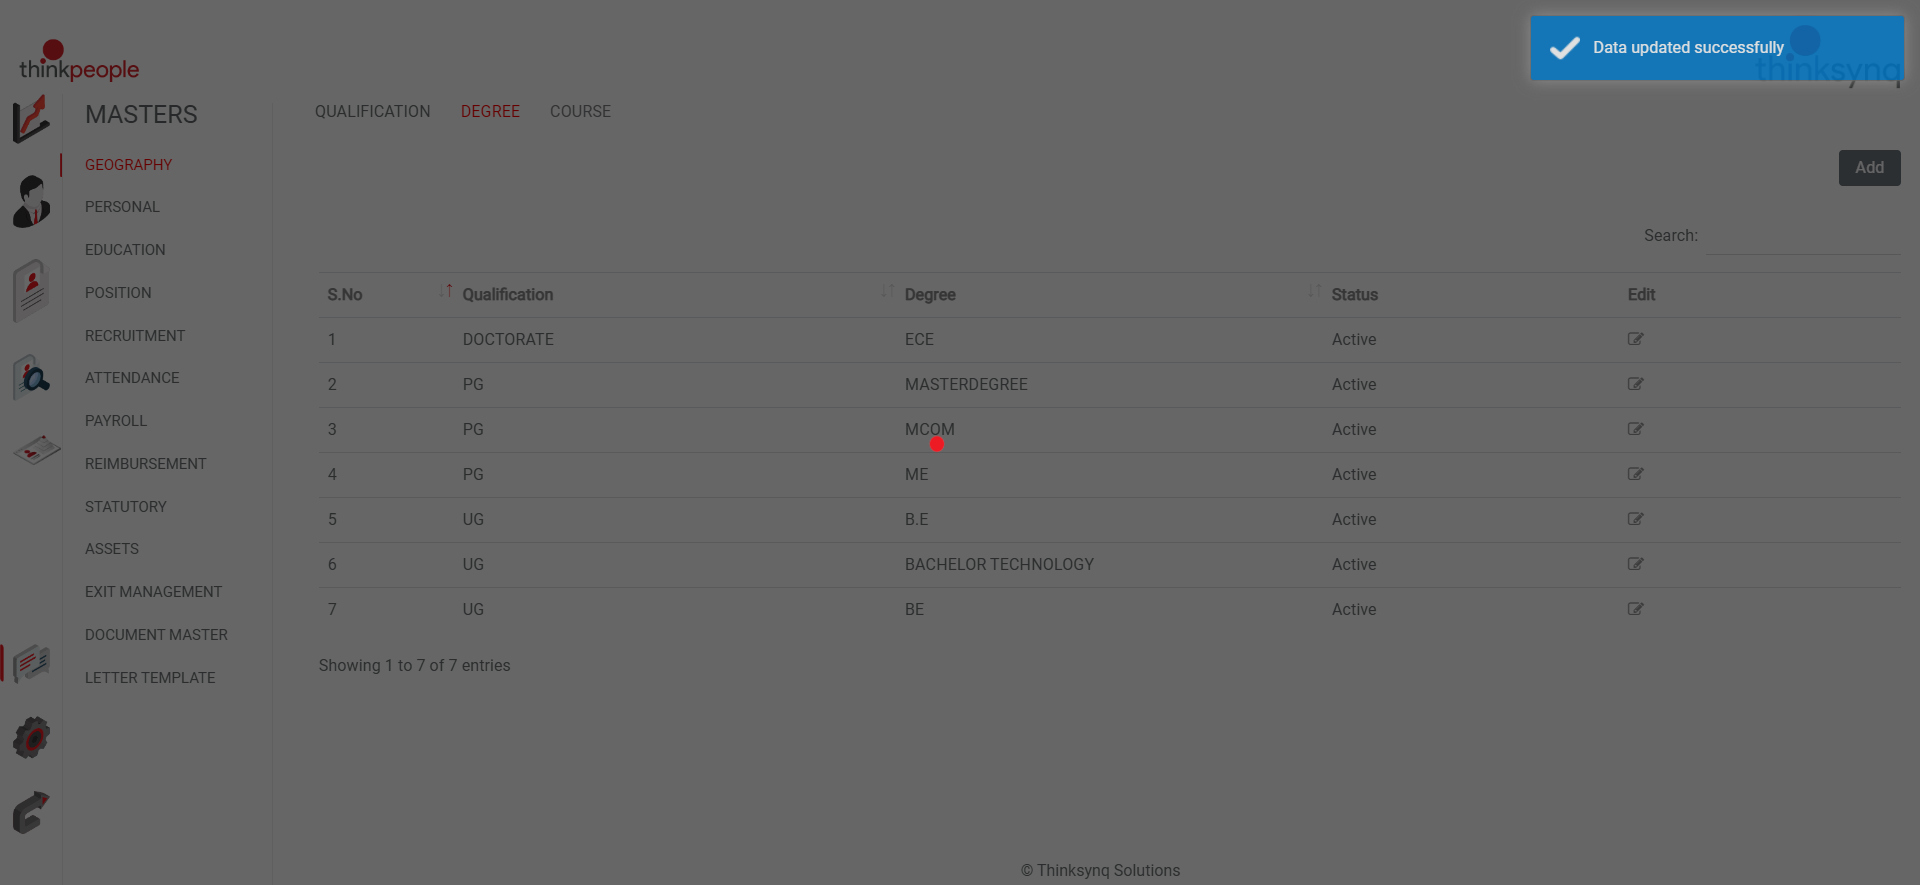 thinkpeople
Data updated successfully
thinksynq
MASTERS
GEOGRAPHY
PERSONAL
EDUCATION
POSITION
RECRUITMENT
ATTENDANCE
PAYROLL
REIMBURSEMENT
STATUTORY
ASSETS
EXIT MANAGEMENT
DOCUMENT MASTER
LETTER TEMPLATE
QUALIFICATION DEGREE COURSE
Add
Search:
S.No Qualification Degree Status Edit
1 DOCTORATE ECE Active
2 PG MASTERDEGREE Active
3 PG MCOM Active
4 PG ME Active
5 UG B.E Active
6 UG BACHELOR TECHNOLOGY Active
7 UG BE Active
Showing 1 to 7 of 7 entries
© Thinksynq Solutions